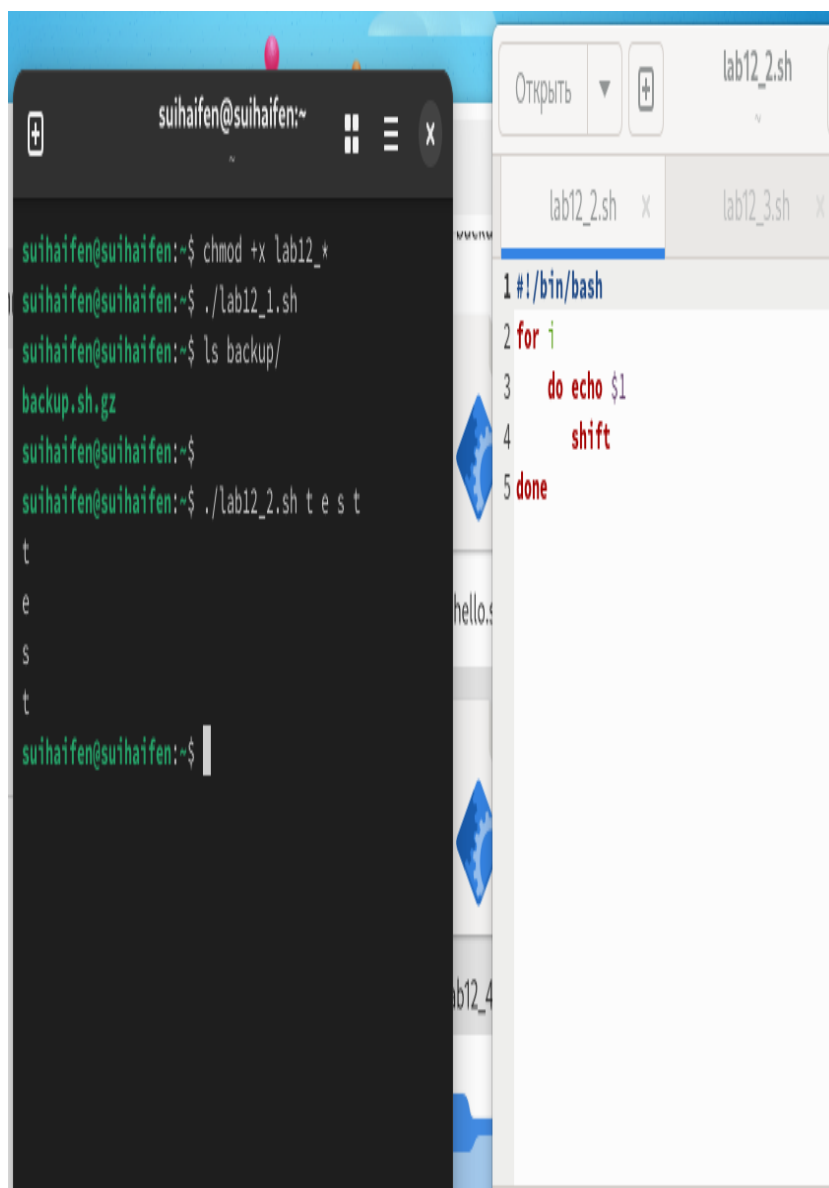 suihaifen@suihaifen:~
~
suihaifen@suihaifen:~$ chmod +x lab12_*
suihaifen@suihaifen:~$ ./lab12_1.sh
suihaifen@suihaifen:~$ ls backup/
backup.sh.gz
suihaifen@suihaifen:~$
suihaifen@suihaifen:~$ ./lab12_2.sh t e s t
t
e
s
t
suihaifen@suihaifen:~$
hello.s
ab12_4
Открыть
lab12_2.sh
~
lab12_2.sh
lab12_3.sh
1 #!/bin/bash
2 for i
3 do echo $1
4 shift
5 done